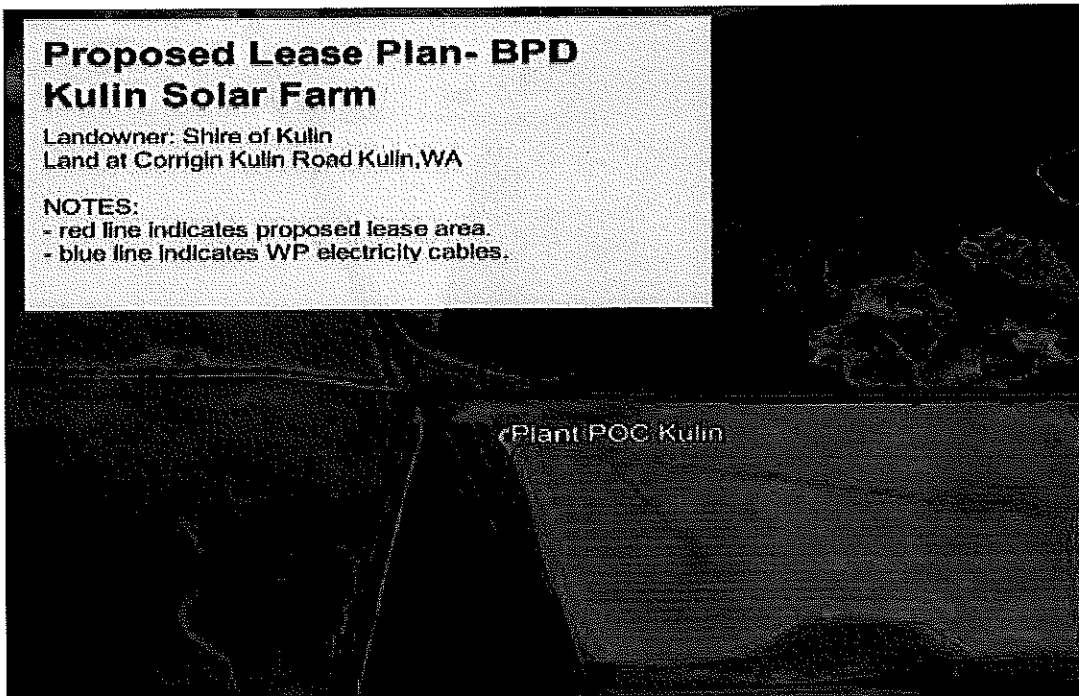 Proposed Lease Plan- BPD
Kulin Solar Farm
Landowner: Shire of Kulin
Land at Corrigin Kulin Road Kulin,WA
NOTES:
- red line indicates proposed lease area.
- blue line indicates WP electricity cables.
Plant POC Kulin